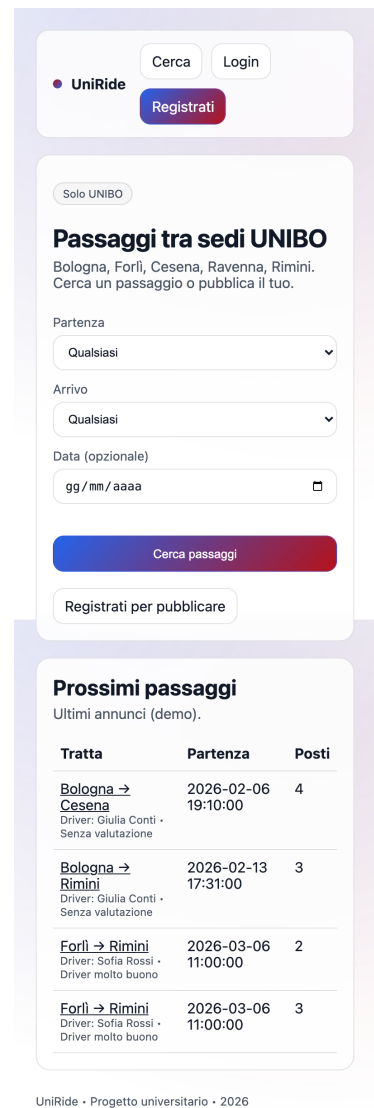 UniRide
Cerca
Login
Registrati
Solo UNIBO
Passaggi tra sedi UNIBO
Bologna, Forlì, Cesena, Ravenna, Rimini.
Cerca un passaggio o pubblica il tuo.
Partenza
Qualsiasi
Arrivo
Qualsiasi
Data (opzionale)
gg/mm/aaaa
Cerca passaggi
Registrati per pubblicare
Prossimi passaggi
Ultimi annunci (demo).
Tratta Partenza Posti
Bologna → 2026-02-06 4
Cesena 19:10:00
Driver: Giulia Conti •
Senza valutazione
Bologna → 2026-02-13 3
Rimini 17:31:00
Driver: Giulia Conti •
Senza valutazione
Forlì → Rimini 2026-03-06 2
Driver: Sofia Rossi • 11:00:00
Driver molto buono
Forlì → Rimini 2026-03-06 3
Driver: Sofia Rossi • 11:00:00
Driver molto buono
UniRide • Progetto universitario • 2026